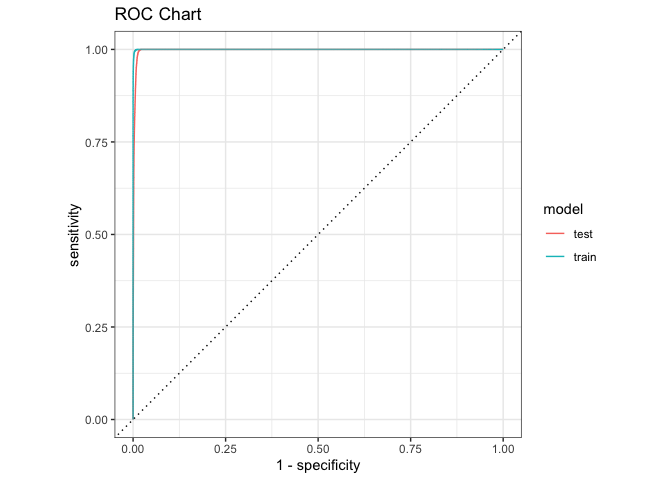 ROC Chart
1.00
0.75
0.50
0.25
0.00
sensitivity
0.00 0.25 0.50 0.75 1.00
1 - specificity
model
test
train